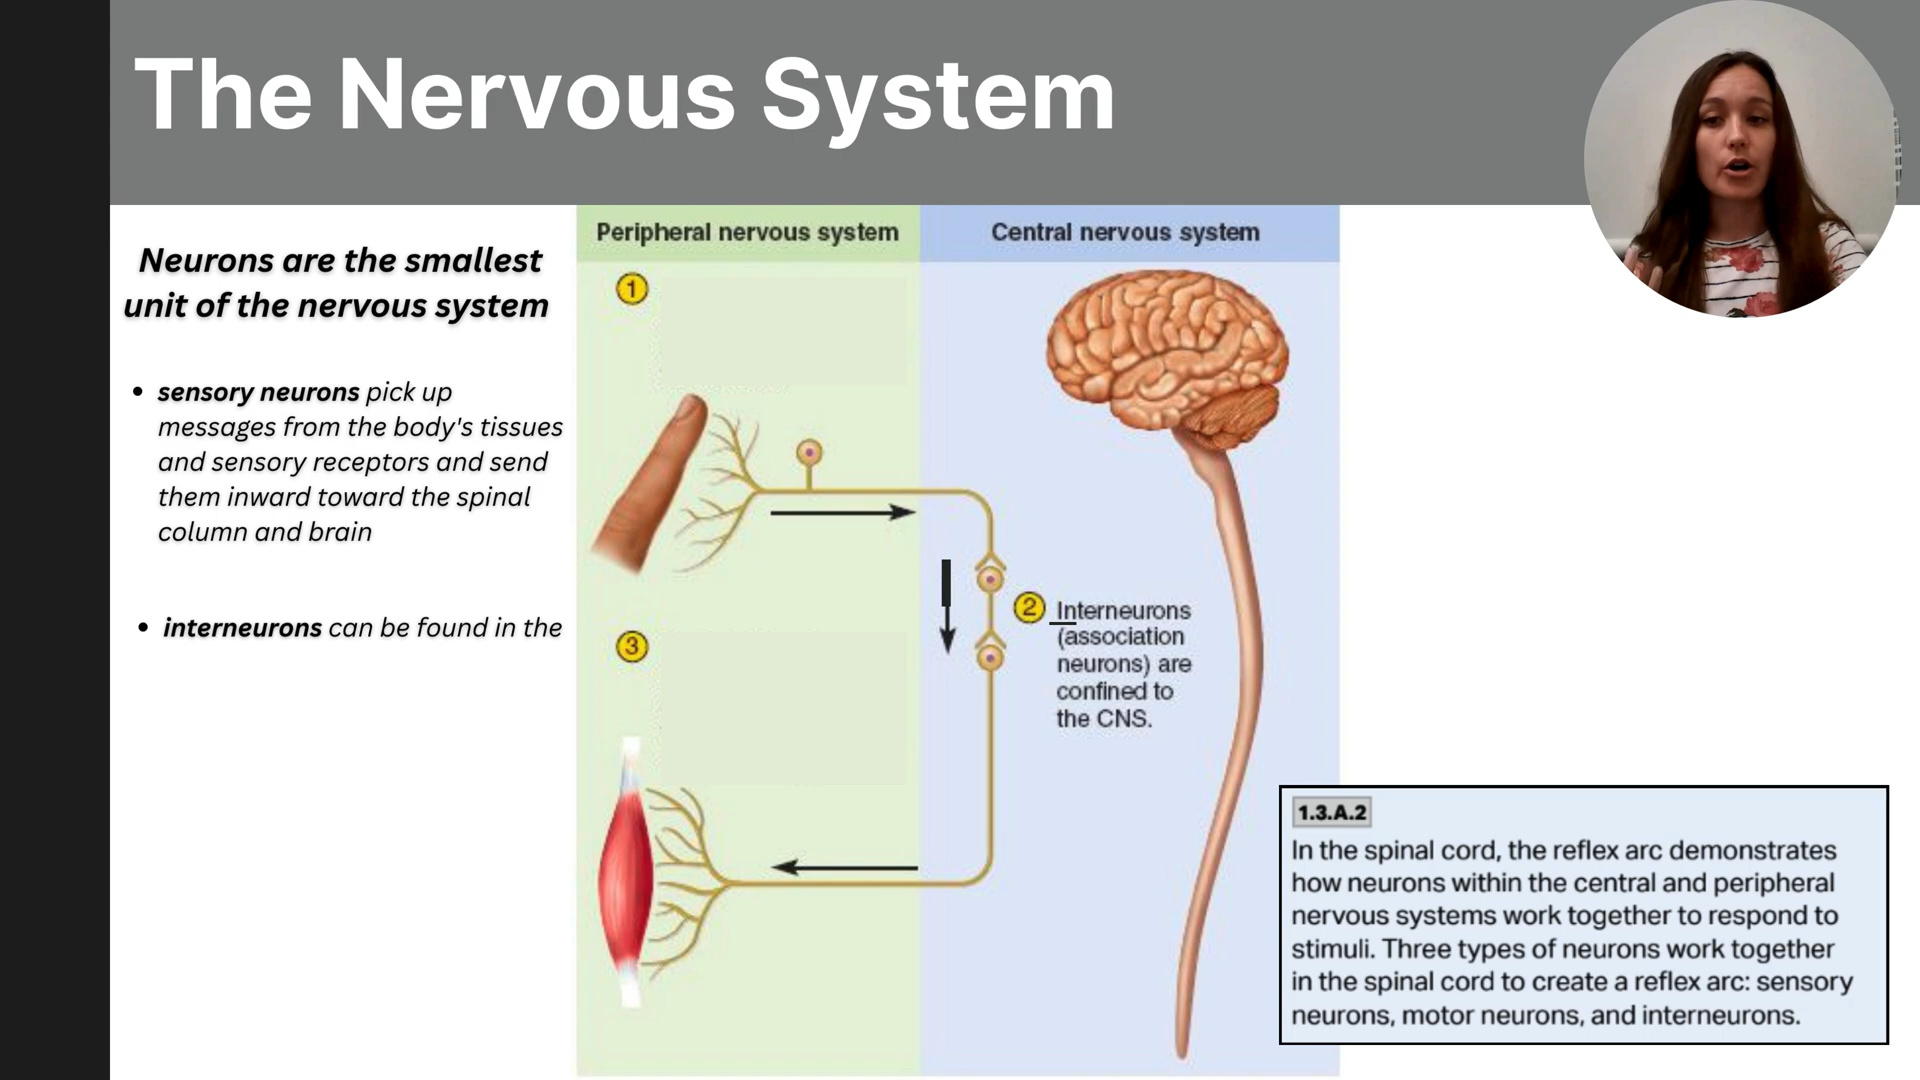 The Nervous System
Neurons are the smallest
unit of the nervous system
• sensory neurons pick up
messages from the body's tissues
and sensory receptors and send
them inward toward the spinal
column and brain
• interneurons can be found in the
Peripheral nervous system
Central nervous system
1
2
Interneurons
(association
neurons) are
confined to
the CNS.
3
1.3.A.2
In the spinal cord, the reflex arc demonstrates
how neurons within the central and peripheral
nervous systems work together to respond to
stimuli. Three types of neurons work together
in the spinal cord to create a reflex arc: sensory
neurons, motor neurons, and interneurons.